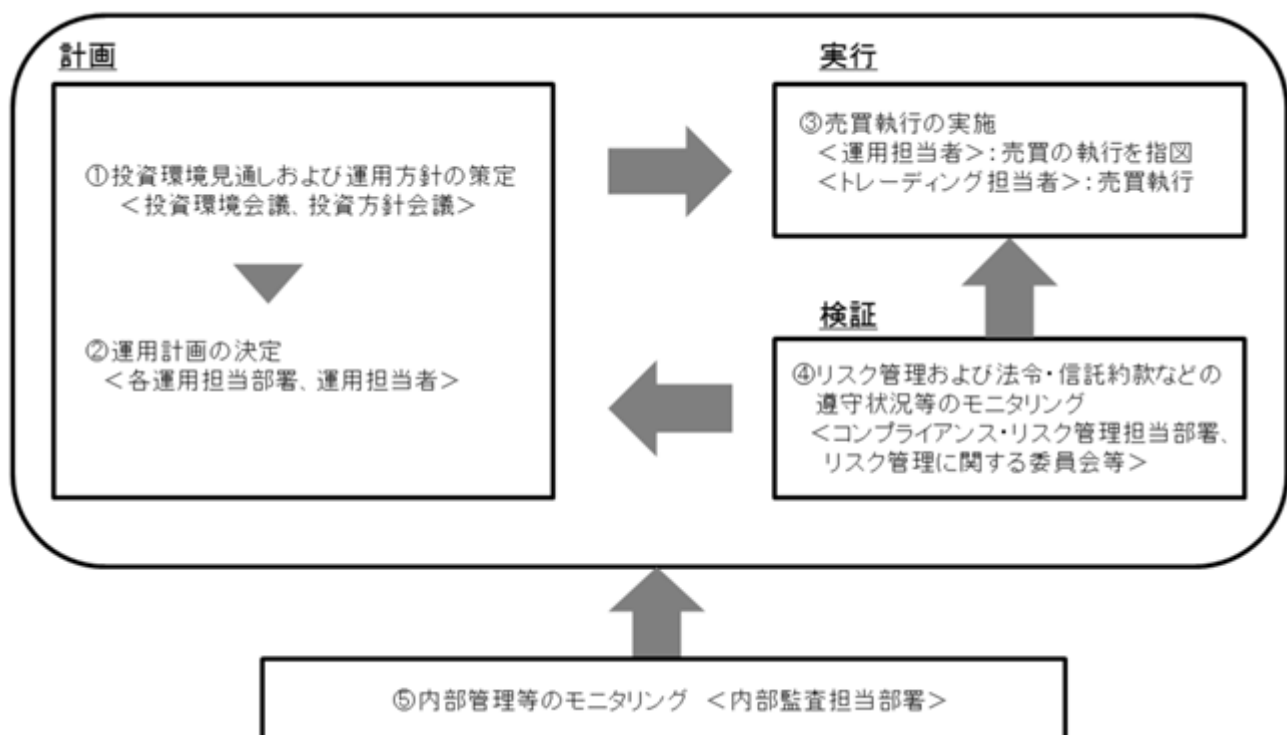 計画
①投資環境見通しおよび運用方針の策定
＜投資環境会議、投資方針会議＞
②運用計画の決定
＜各運用担当部署、運用担当者＞
実行
③売買執行の実施
＜運用担当者＞：売買の執行を指図
＜トレーディング担当者＞：売買執行
検証
④リスク管理および法令・信託約款などの
遵守状況等のモニタリング
＜コンプライアンス・リスク管理担当部署、
リスク管理に関する委員会等＞
⑤内部管理等のモニタリング ＜内部監査担当部署＞